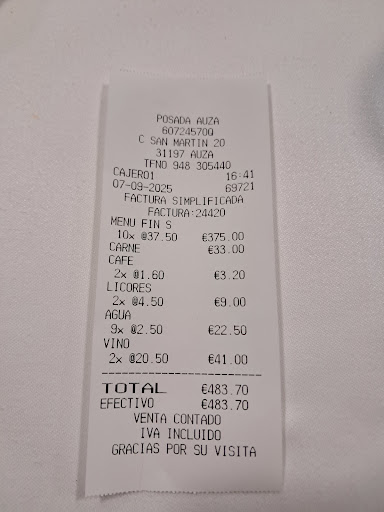 POSADA AUZA
60724570Q
C SAN MARTIN 20
31197 AUZA
TFNO 948 305440
CAJERO1 16:41
07-09-2025 69721
FACTURA SIMPLIFICADA
FACTURA:24420
MENU FIN S
10x @37.50 €375.00
CARNE €33.00
CAFE
2x @1.60 €3.20
LICORES
2x @4.50 €9.00
AGUA
9x @2.50 €22.50
VINO
2x @20.50 €41.00
--------------------------
TOTAL €483.70
EFECTIVO €483.70
VENTA CONTADO
IVA INCLUIDO
GRACIAS POR SU VISITA